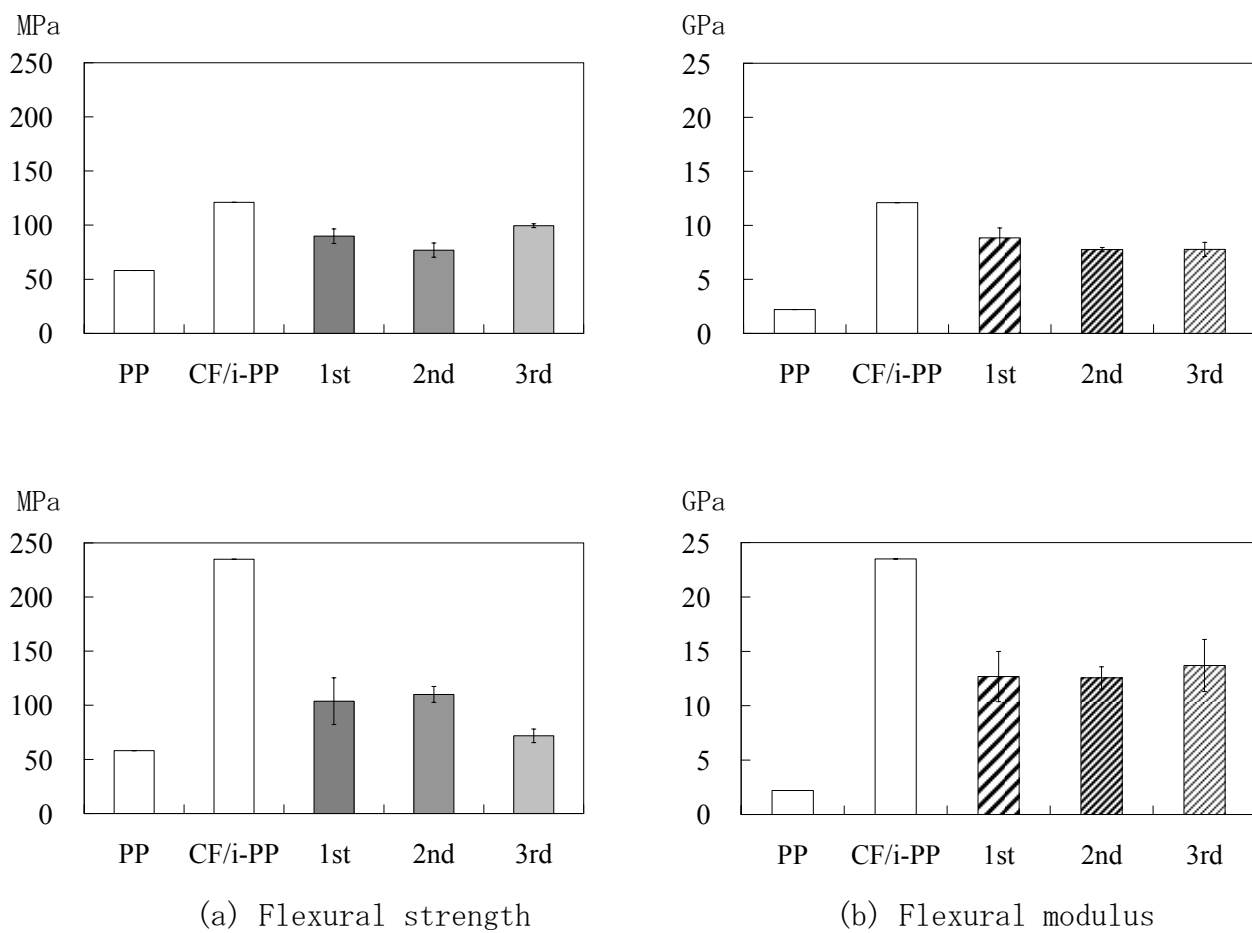 MPa
250
200
150
100
50
0
PP CF/i-PP 1st 2nd 3rd
GPa
25
20
15
10
5
0
PP CF/i-PP 1st 2nd 3rd
MPa
250
200
150
100
50
0
PP CF/i-PP 1st 2nd 3rd
GPa
25
20
15
10
5
0
PP CF/i-PP 1st 2nd 3rd
(a) Flexural strength
(b) Flexural modulus